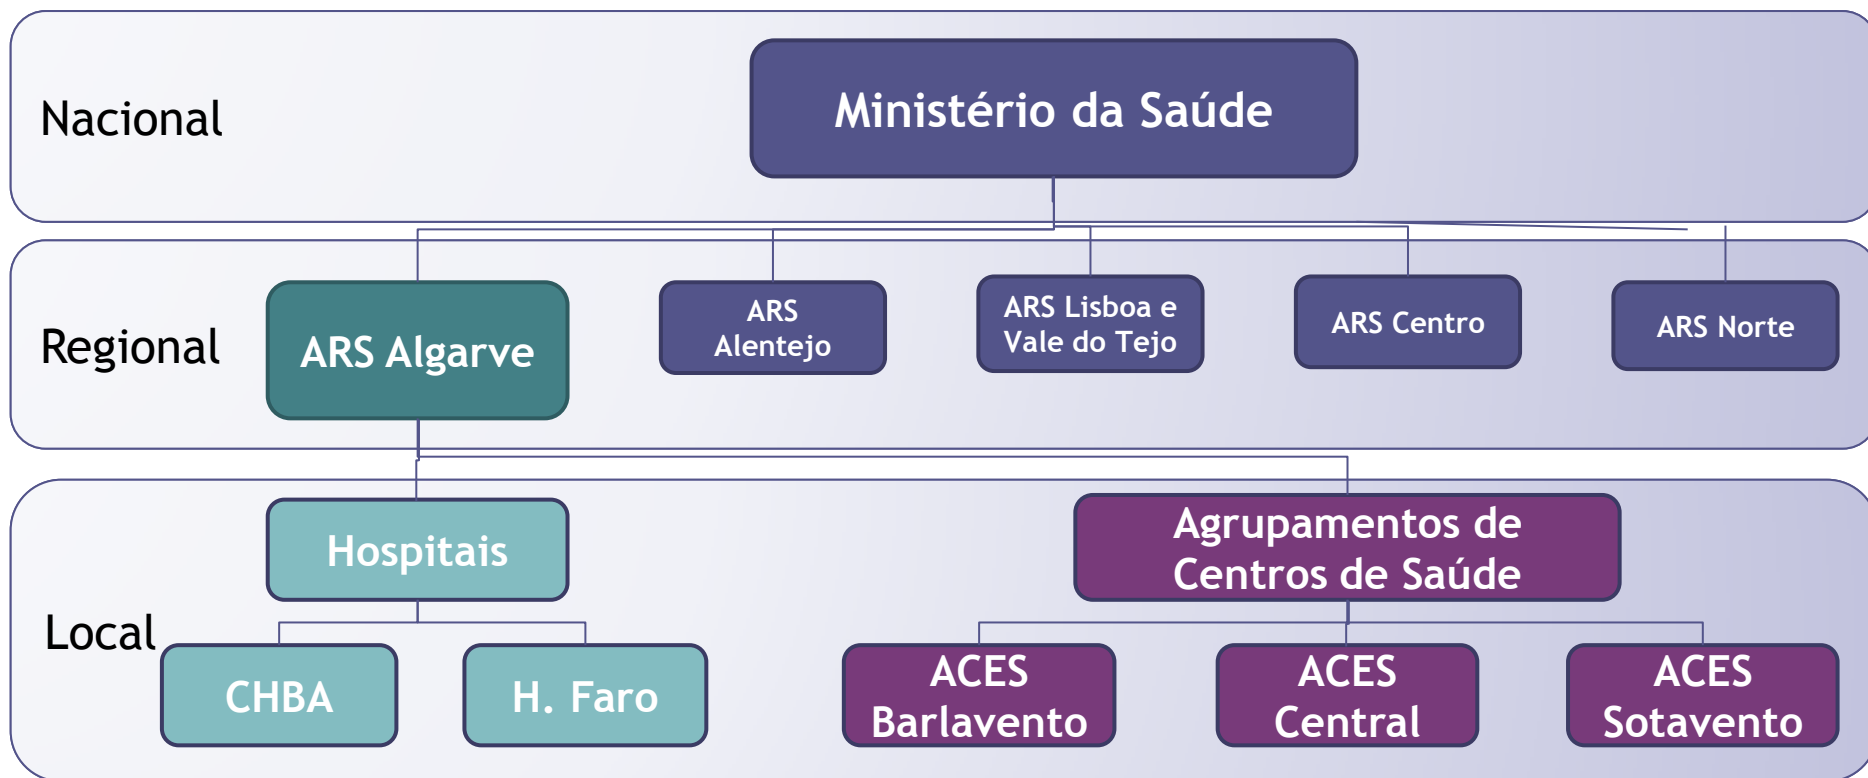 Nacional
Ministério da Saúde
Regional
ARS Algarve
ARS
Alentejo
ARS Lisboa e
Vale do Tejo
ARS Centro
ARS Norte
Local
Hospitais
Agrupamentos de
Centros de Saúde
CHBA
H. Faro
ACES
Barlavento
ACES
Central
ACES
Sotavento